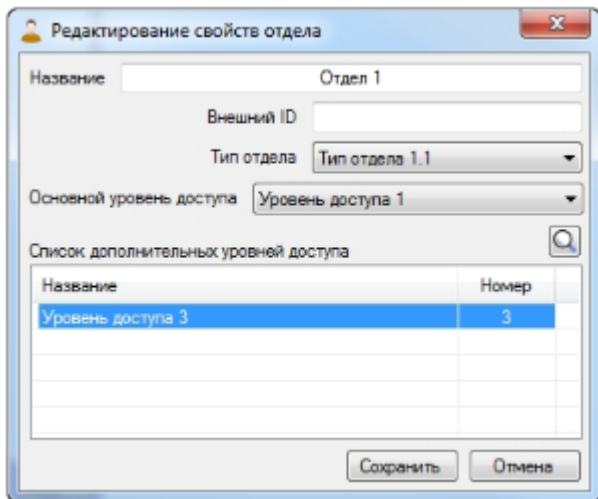 Редактирование свойств отдела
Название Отдел 1
Внешний ID
Тип отдела Тип отдела 1.1
Основной уровень доступа Уровень доступа 1
Список дополнительных уровней доступа
Название Номер
Уровень доступа 3 3
Сохранить Отмена